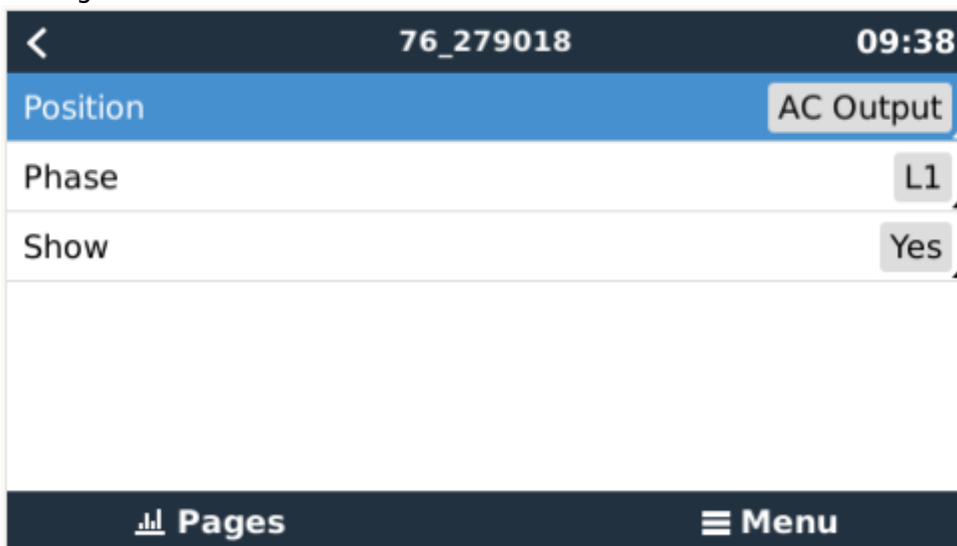 76_279018 09:38
Position AC Output
Phase L1
Show Yes
Pages Menu